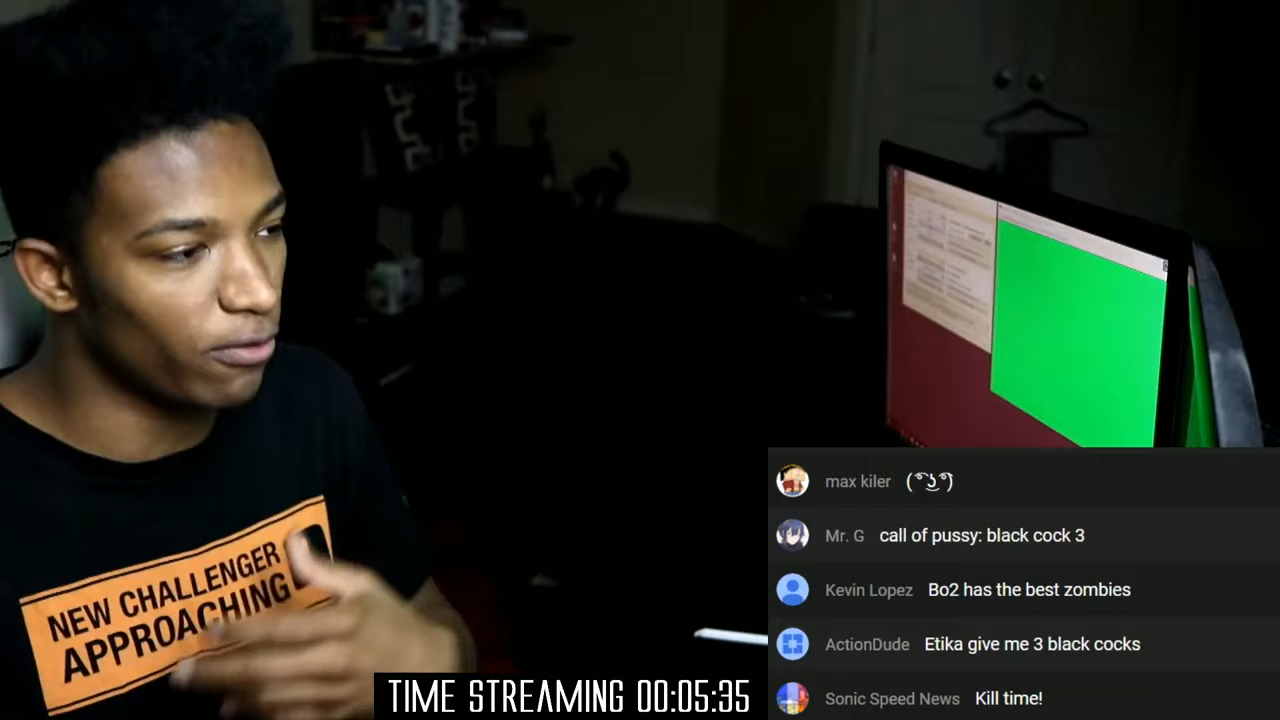 NEW CHALLENGER
APPROACHING
max kiler ( ͡° ͜ʖ ͡°)
Mr. G call of pussy: black cock 3
Kevin Lopez Bo2 has the best zombies
ActionDude Etika give me 3 black cocks
Sonic Speed News Kill time!
TIME STREAMING 00:05:35